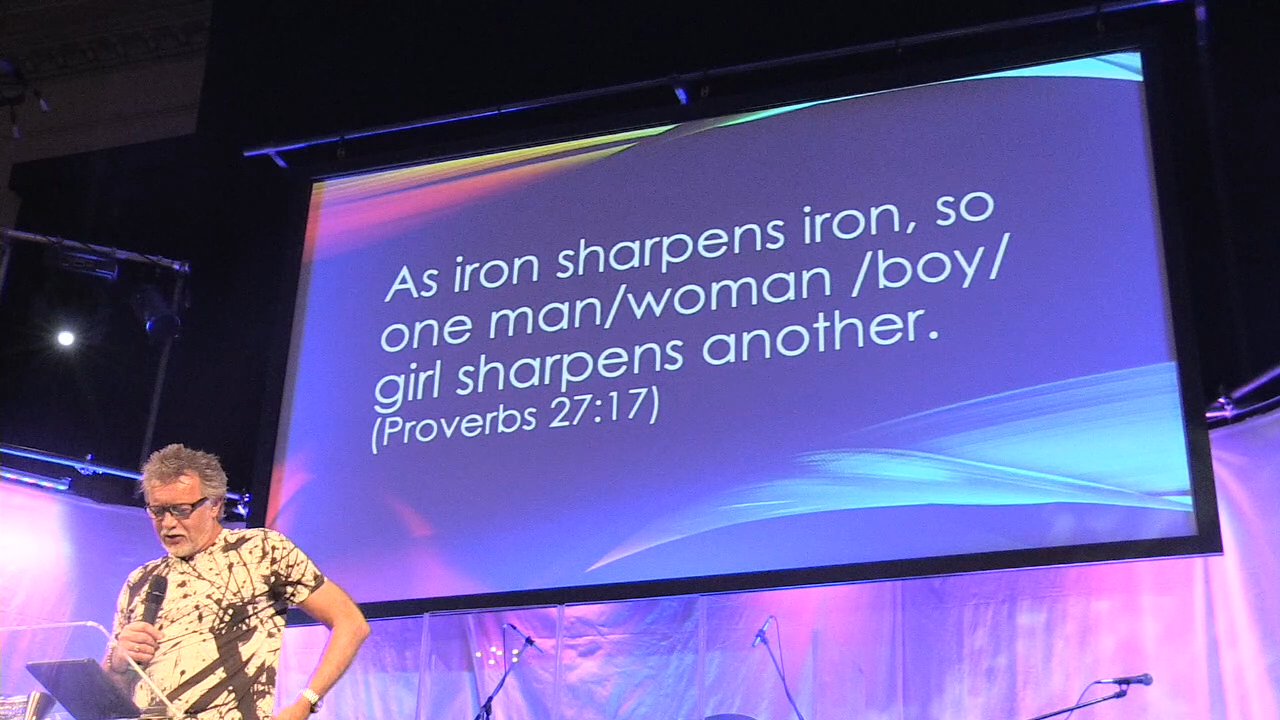 As iron sharpens iron, so
one man/woman /boy/
girl sharpens another.
(Proverbs 27:17)